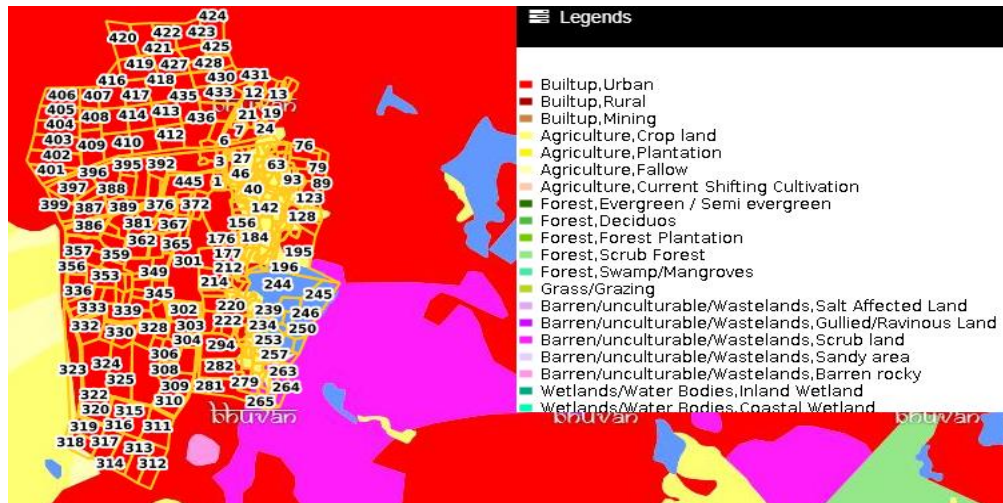 Legends
Builtup,Urban
Builtup,Rural
Builtup,Mining
Agriculture,Crop land
Agriculture,Plantation
Agriculture,Fallow
Agriculture,Current Shifting Cultivation
Forest,Evergreen / Semi evergreen
Forest,Deciduos
Forest,Forest Plantation
Forest,Scrub Forest
Forest,Swamp/Mangroves
Grass/Grazing
Barren/unculturable/Wastelands,Salt Affected Land
Barren/unculturable/Wastelands,Gullied/Ravinous Land
Barren/unculturable/Wastelands,Scrub land
Barren/unculturable/Wastelands,Sandy area
Barren/unculturable/Wastelands,Barren rocky
Wetlands/Water Bodies,Inland Wetland
Wetlands/Water Bodies,Coastal Wetland
424
420 422 423
421 425
419 427 428
416 418 430 431
406 407 417 435 433 12 13
bhuvan
405 408 414 413 436 21 19
404 7 24
403 409 410 412 6 76
402 3 27 63 79
401 396 395 392 46 93 89
397 388 445 1 40 123
399 387 389 376 372 142 128
386 381 367 156
362 365 176 184
357 359 301 177 195
356 353 349 212 196
336 345 214 244 245
333 339 302 220 239 246
332 330 328 303 222 234 250
304 294 253
306 257
323 324 308 282 263
325 309 281 279 264
322 310 265
320 315 bhuvan bhuvan bhuvan
319 316 311
318 317 313
314 312